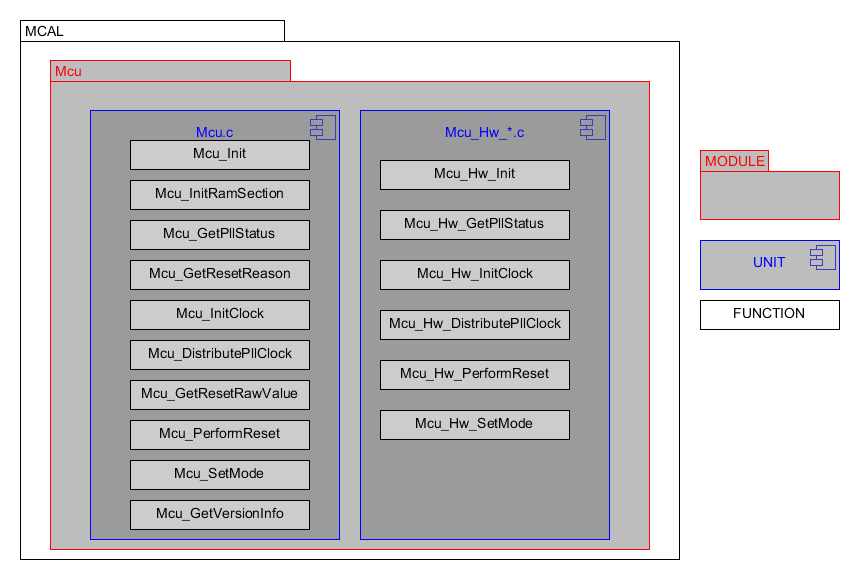 MCAL
Mcu
Mcu.c
Mcu_Init
Mcu_InitRamSection
Mcu_GetPllStatus
Mcu_GetResetReason
Mcu_InitClock
Mcu_DistributePllClock
Mcu_GetResetRawValue
Mcu_PerformReset
Mcu_SetMode
Mcu_GetVersionInfo
Mcu_Hw_*.c
Mcu_Hw_Init
Mcu_Hw_GetPllStatus
Mcu_Hw_InitClock
Mcu_Hw_DistributePllClock
Mcu_Hw_PerformReset
Mcu_Hw_SetMode
MODULE
UNIT
FUNCTION